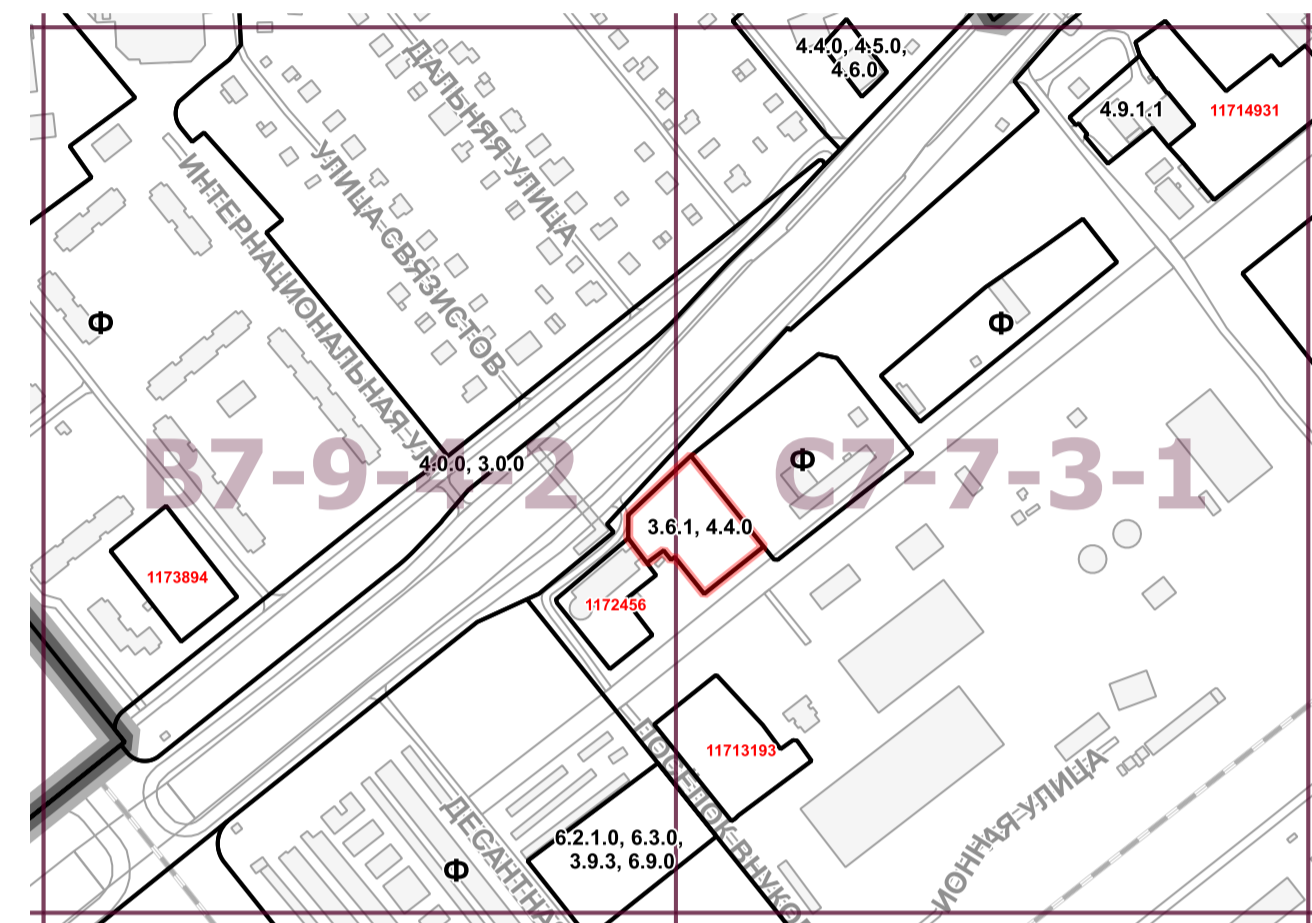 4.4.0, 4.5.0,
4.6.0
4.9.1.1
11714931
ДАЛЬНЯЯ УЛИЦА
УЛИЦА СВЯЗИСТОВ
ИНТЕРНАЦИОНАЛЬНАЯ УЛ
Ф
Ф
B7-9-4-2
C7-7-3-1
4.0.0, 3.0.0
Ф
3.6.1, 4.4.0
1173894
1172456
11713193
ПОСЕЛОК ВНУКО
ИОННАЯ УЛИЦА
ДЕСАНТНА
6.2.1.0, 6.3.0,
3.9.3, 6.9.0
Ф